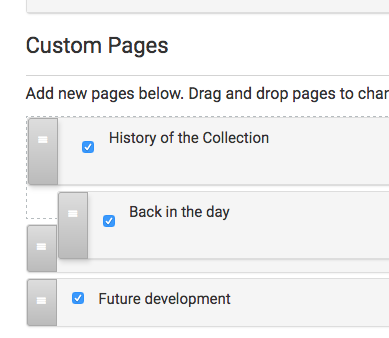 Custom Pages
Add new pages below. Drag and drop pages to
History of the Collection
Back in the day
Future development